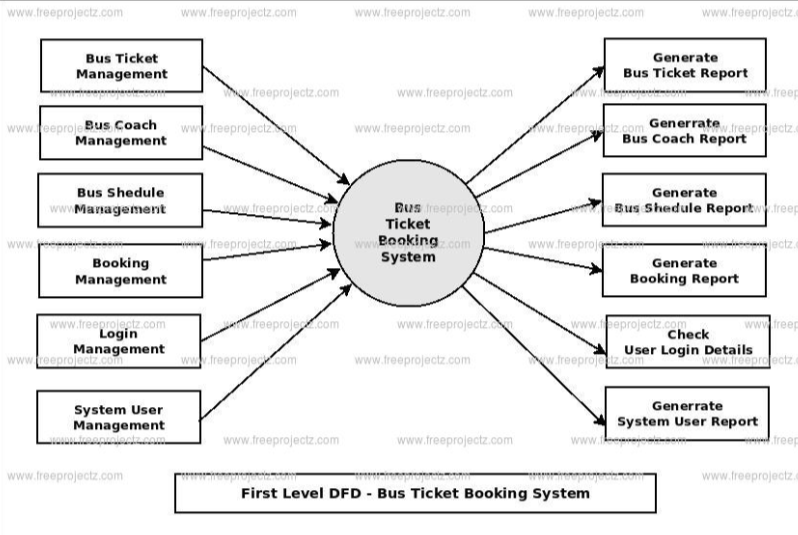 Bus Ticket
Management
Bus Coach
Management
Bus Shedule
Management
Booking
Management
Login
Management
System User
Management
Bus
Ticket
Booking
System
Generate
Bus Ticket Report
Generrate
Bus Coach Report
Generate
Bus Shedule Report
Generate
Booking Report
Check
User Login Details
Generrate
System User Report
First Level DFD - Bus Ticket Booking System
www.freeprojectz.com